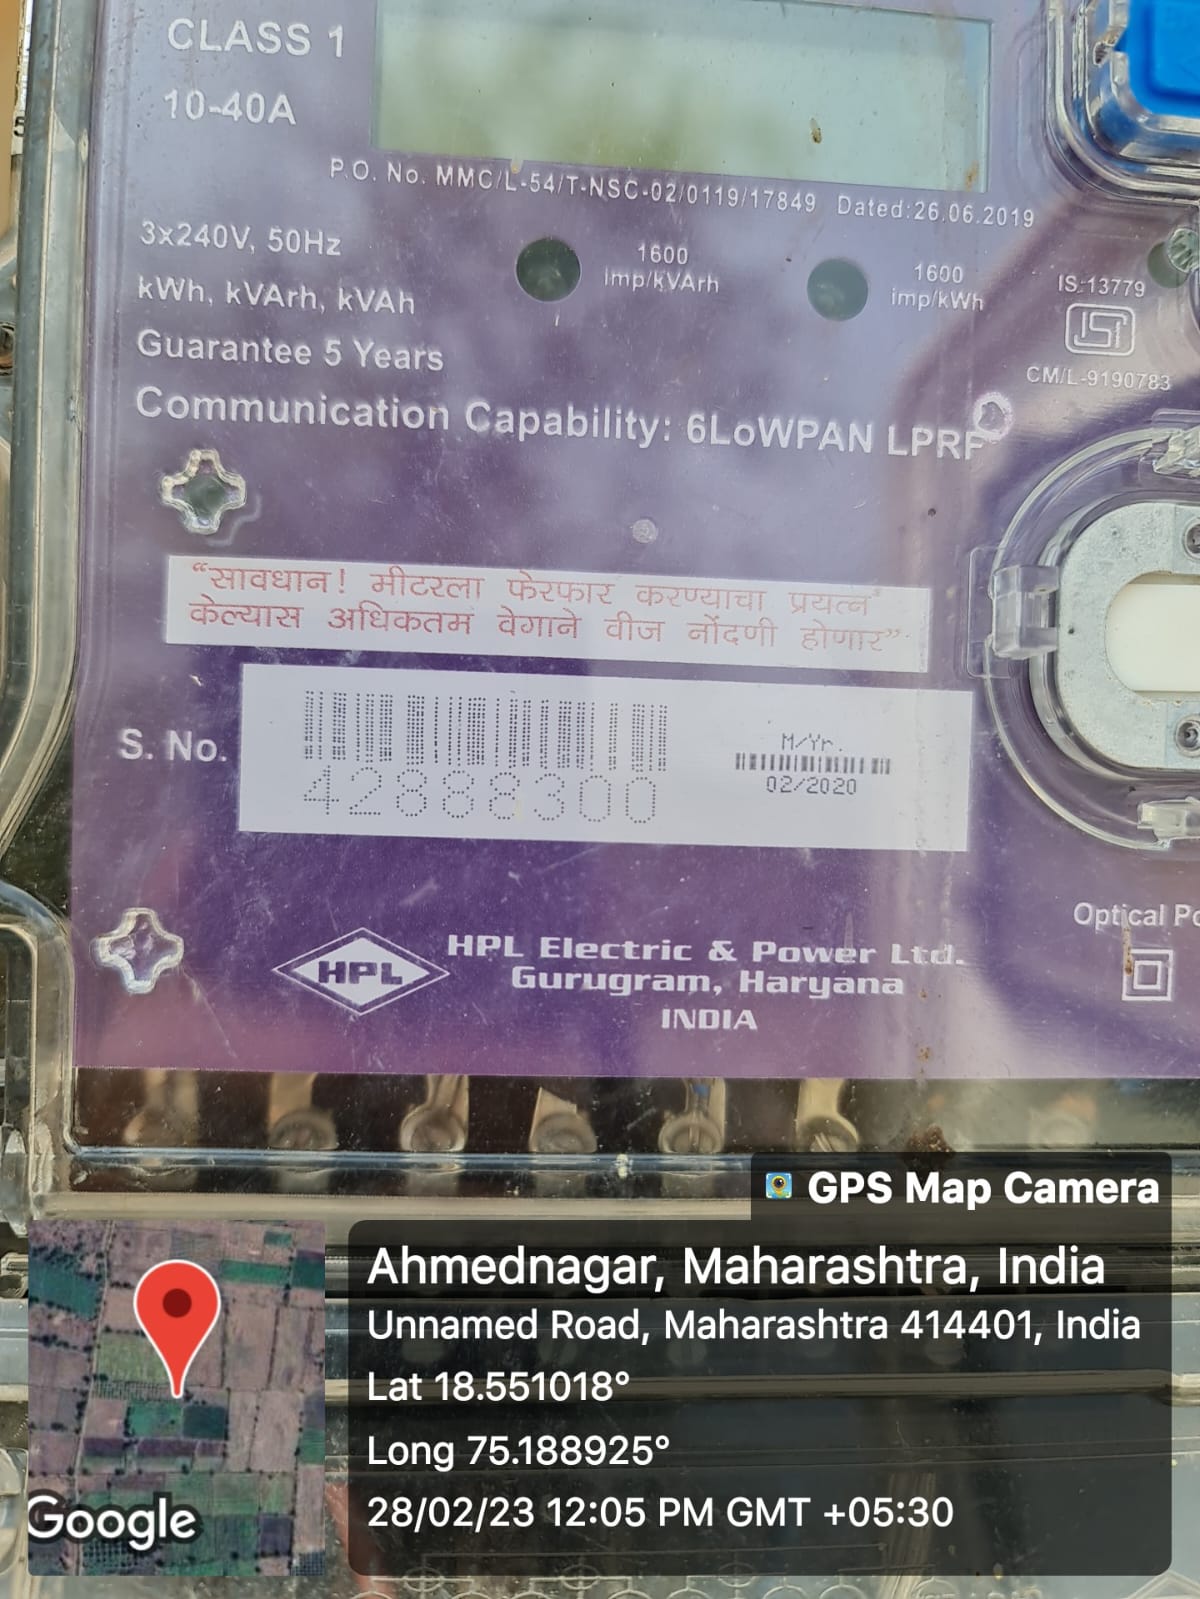 CLASS 1
10-40A
P.O. No. MMC/L-54/T-NSC-02/0119/17849 Dated:26.06.2019
3x240V, 50Hz
kWh, kVArh, kVAh
Guarantee 5 Years
1600
imp/kVArh
1600
imp/kWh
IS:13779
ISI
CM/L-9190783
Communication Capability: 6LoWPAN LPRF
“सावधान! मीटरला फेरफार करण्याचा प्रयत्न
केल्यास अधिकतम वेगाने वीज नोंदणी होणार”
S. No.
42888300
M/Yr.
02/2020
Optical
HPL
HPL Electric & Power Ltd.
Gurugram, Haryana
INDIA
GPS Map Camera
Ahmednagar, Maharashtra, India
Unnamed Road, Maharashtra 414401, India
Lat 18.551018°
Long 75.188925°
28/02/23 12:05 PM GMT +05:30
Google